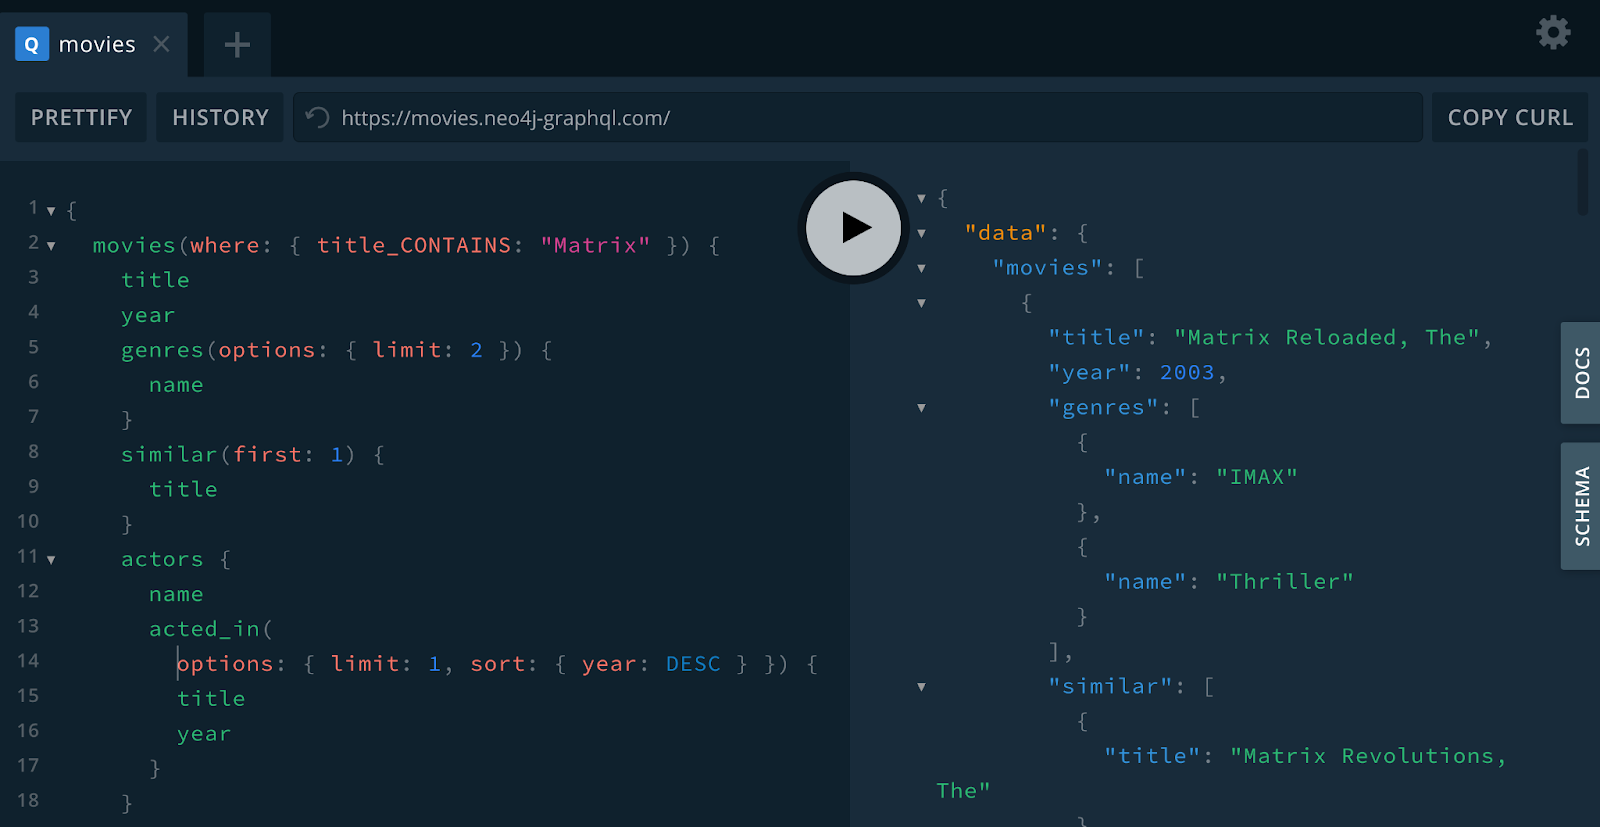 Q movies
PRETTIFY HISTORY https://movies.neo4j-graphql.com/ COPY CURL
1 {
2 movies(where: { title_CONTAINS: "Matrix" }) {
3 title
4 year
5 genres(options: { limit: 2 }) {
6 name
7 }
8 similar(first: 1) {
9 title
10 }
11 actors {
12 name
13 acted_in(
14 options: { limit: 1, sort: { year: DESC } }) {
15 title
16 year
17 }
18 }
{
"data": {
"movies": [
{
"title": "Matrix Reloaded, The",
"year": 2003,
"genres": [
{
"name": "IMAX"
},
{
"name": "Thriller"
}
],
"similar": [
{
"title": "Matrix Revolutions,
The"
}
DOCS
SCHEMA